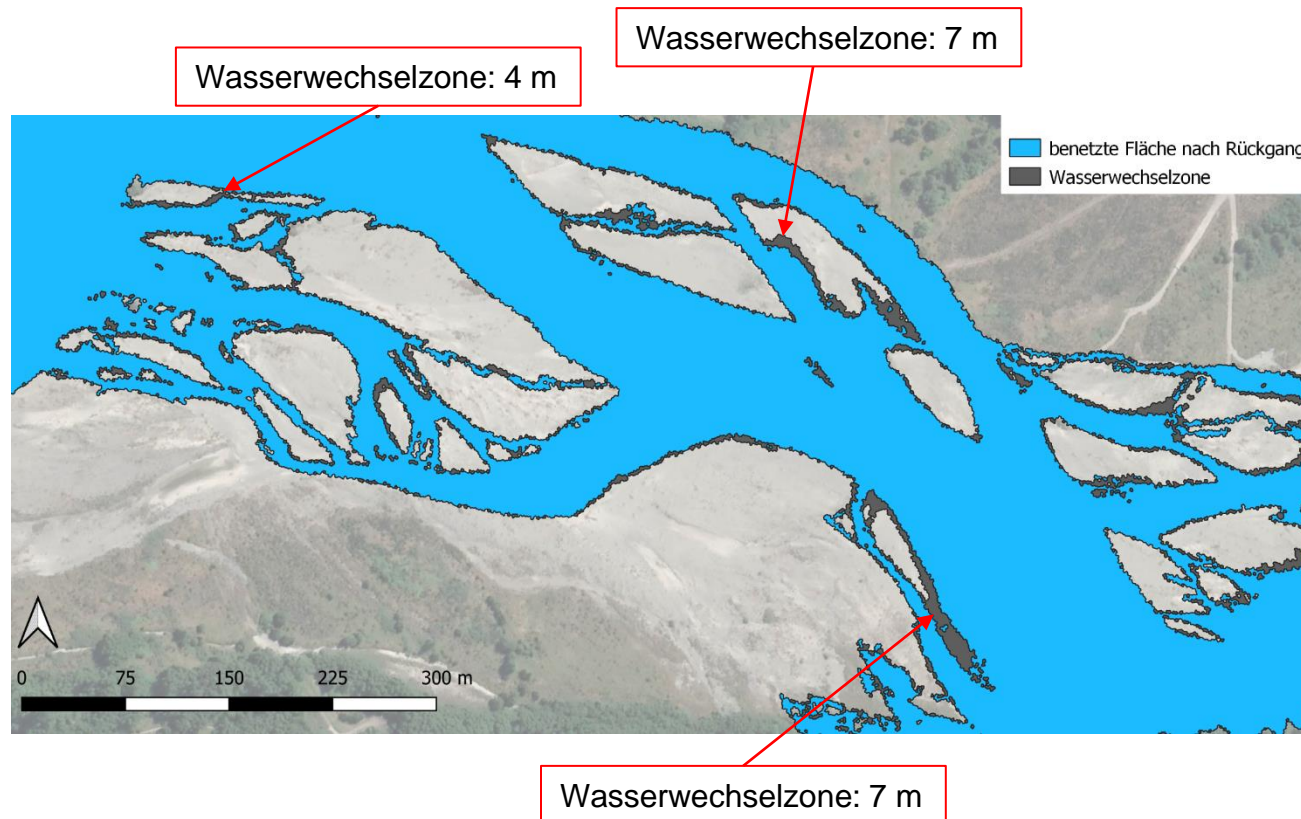 Wasserwechselzone: 7 m
Wasserwechselzone: 4 m
benetzte Fläche nach Rückgang
Wasserwechselzone
0 75 150 225 300 m
Wasserwechselzone: 7 m